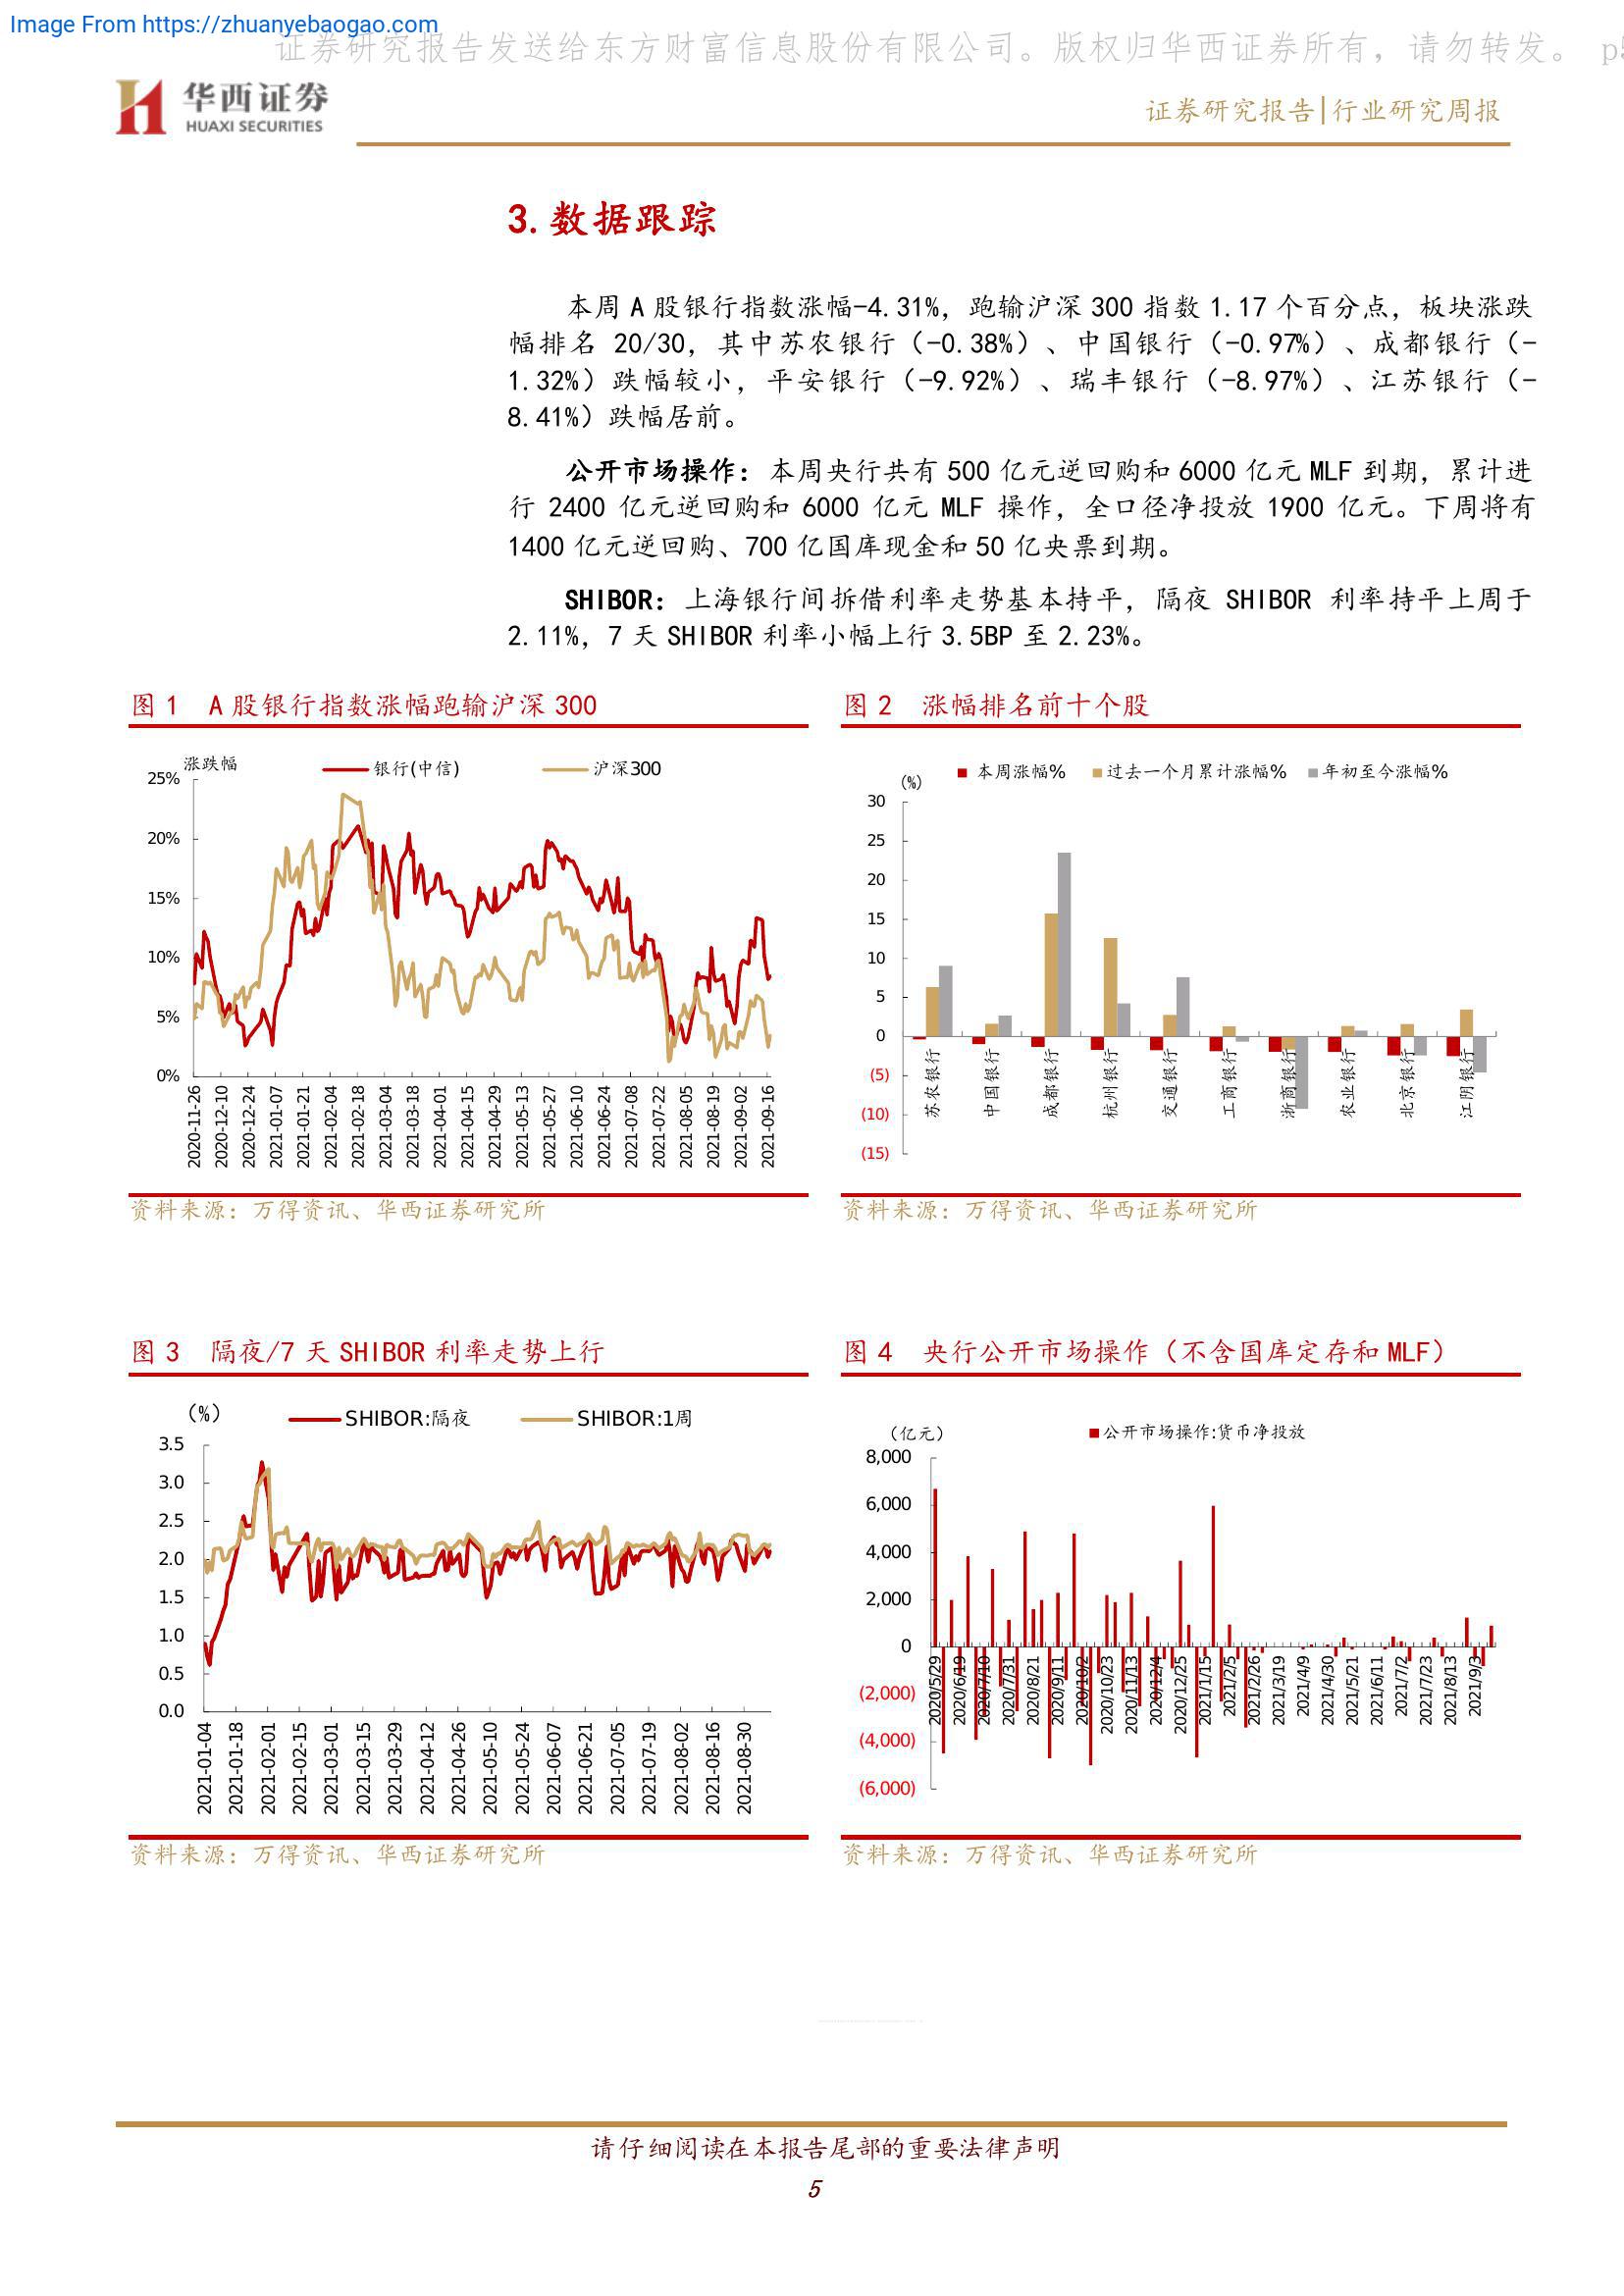 Image From https://zhuanyebaogao.com
证券研究报告发送给东方财富信息股份有限公司。版权归华西证券所有，请勿转发。 p5
华西证券
HUAXI SECURITIES
证券研究报告|行业研究周报
3.数据跟踪
本周 A 股银行指数涨幅-4.31%，跑输沪深 300 指数 1.17 个百分点，板块涨跌
幅排名 20/30，其中苏农银行（-0.38%）、中国银行（-0.97%）、成都银行（-
1.32%）跌幅较小，平安银行（-9.92%）、瑞丰银行（-8.97%）、江苏银行（-
8.41%）跌幅居前。
公开市场操作：本周央行共有 500 亿元逆回购和 6000 亿元 MLF 到期，累计进
行 2400 亿元逆回购和 6000 亿元 MLF 操作，全口径净投放 1900 亿元。下周将有
1400 亿元逆回购、700 亿国库现金和 50 亿央票到期。
SHIBOR：上海银行间拆借利率走势基本持平，隔夜 SHIBOR 利率持平上周于
2.11%，7 天 SHIBOR 利率小幅上行 3.5BP 至 2.23%。
图 1 A 股银行指数涨幅跑输沪深 300
涨跌幅
银行(中信)
沪深300
25%
20%
15%
10%
5%
0%
2020-11-26
2020-12-10
2020-12-24
2021-01-07
2021-01-21
2021-02-04
2021-02-18
2021-03-04
2021-03-18
2021-04-01
2021-04-15
2021-04-29
2021-05-13
2021-05-27
2021-06-10
2021-06-24
2021-07-08
2021-07-22
2021-08-05
2021-08-19
2021-09-02
2021-09-16
资料来源：万得资讯、华西证券研究所
图 2 涨幅排名前十个股
(%)
本周涨幅%
过去一个月累计涨幅%
年初至今涨幅%
30
25
20
15
10
5
0
(5)
(10)
(15)
苏农银行
中国银行
成都银行
杭州银行
交通银行
工商银行
浙商银行
农业银行
北京银行
江阴银行
资料来源：万得资讯、华西证券研究所
图 3 隔夜/7 天 SHIBOR 利率走势上行
（%）
SHIBOR:隔夜
SHIBOR:1周
3.5
3.0
2.5
2.0
1.5
1.0
0.5
0.0
2021-01-04
2021-01-18
2021-02-01
2021-02-15
2021-03-01
2021-03-15
2021-03-29
2021-04-12
2021-04-26
2021-05-10
2021-05-24
2021-06-07
2021-06-21
2021-07-05
2021-07-19
2021-08-02
2021-08-16
2021-08-30
资料来源：万得资讯、华西证券研究所
图 4 央行公开市场操作（不含国库定存和 MLF）
（亿元）
公开市场操作:货币净投放
8,000
6,000
4,000
2,000
0
(2,000)
(4,000)
(6,000)
2020/5/29
2020/6/19
2020/7/10
2020/7/31
2020/8/21
2020/9/11
2020/10/2
2020/10/23
2020/11/13
2020/12/4
2020/12/25
2021/1/15
2021/2/5
2021/2/26
2021/3/19
2021/4/9
2021/4/30
2021/5/21
2021/6/11
2021/7/2
2021/7/23
2021/8/13
2021/9/3
资料来源：万得资讯、华西证券研究所
请仔细阅读在本报告尾部的重要法律声明
5